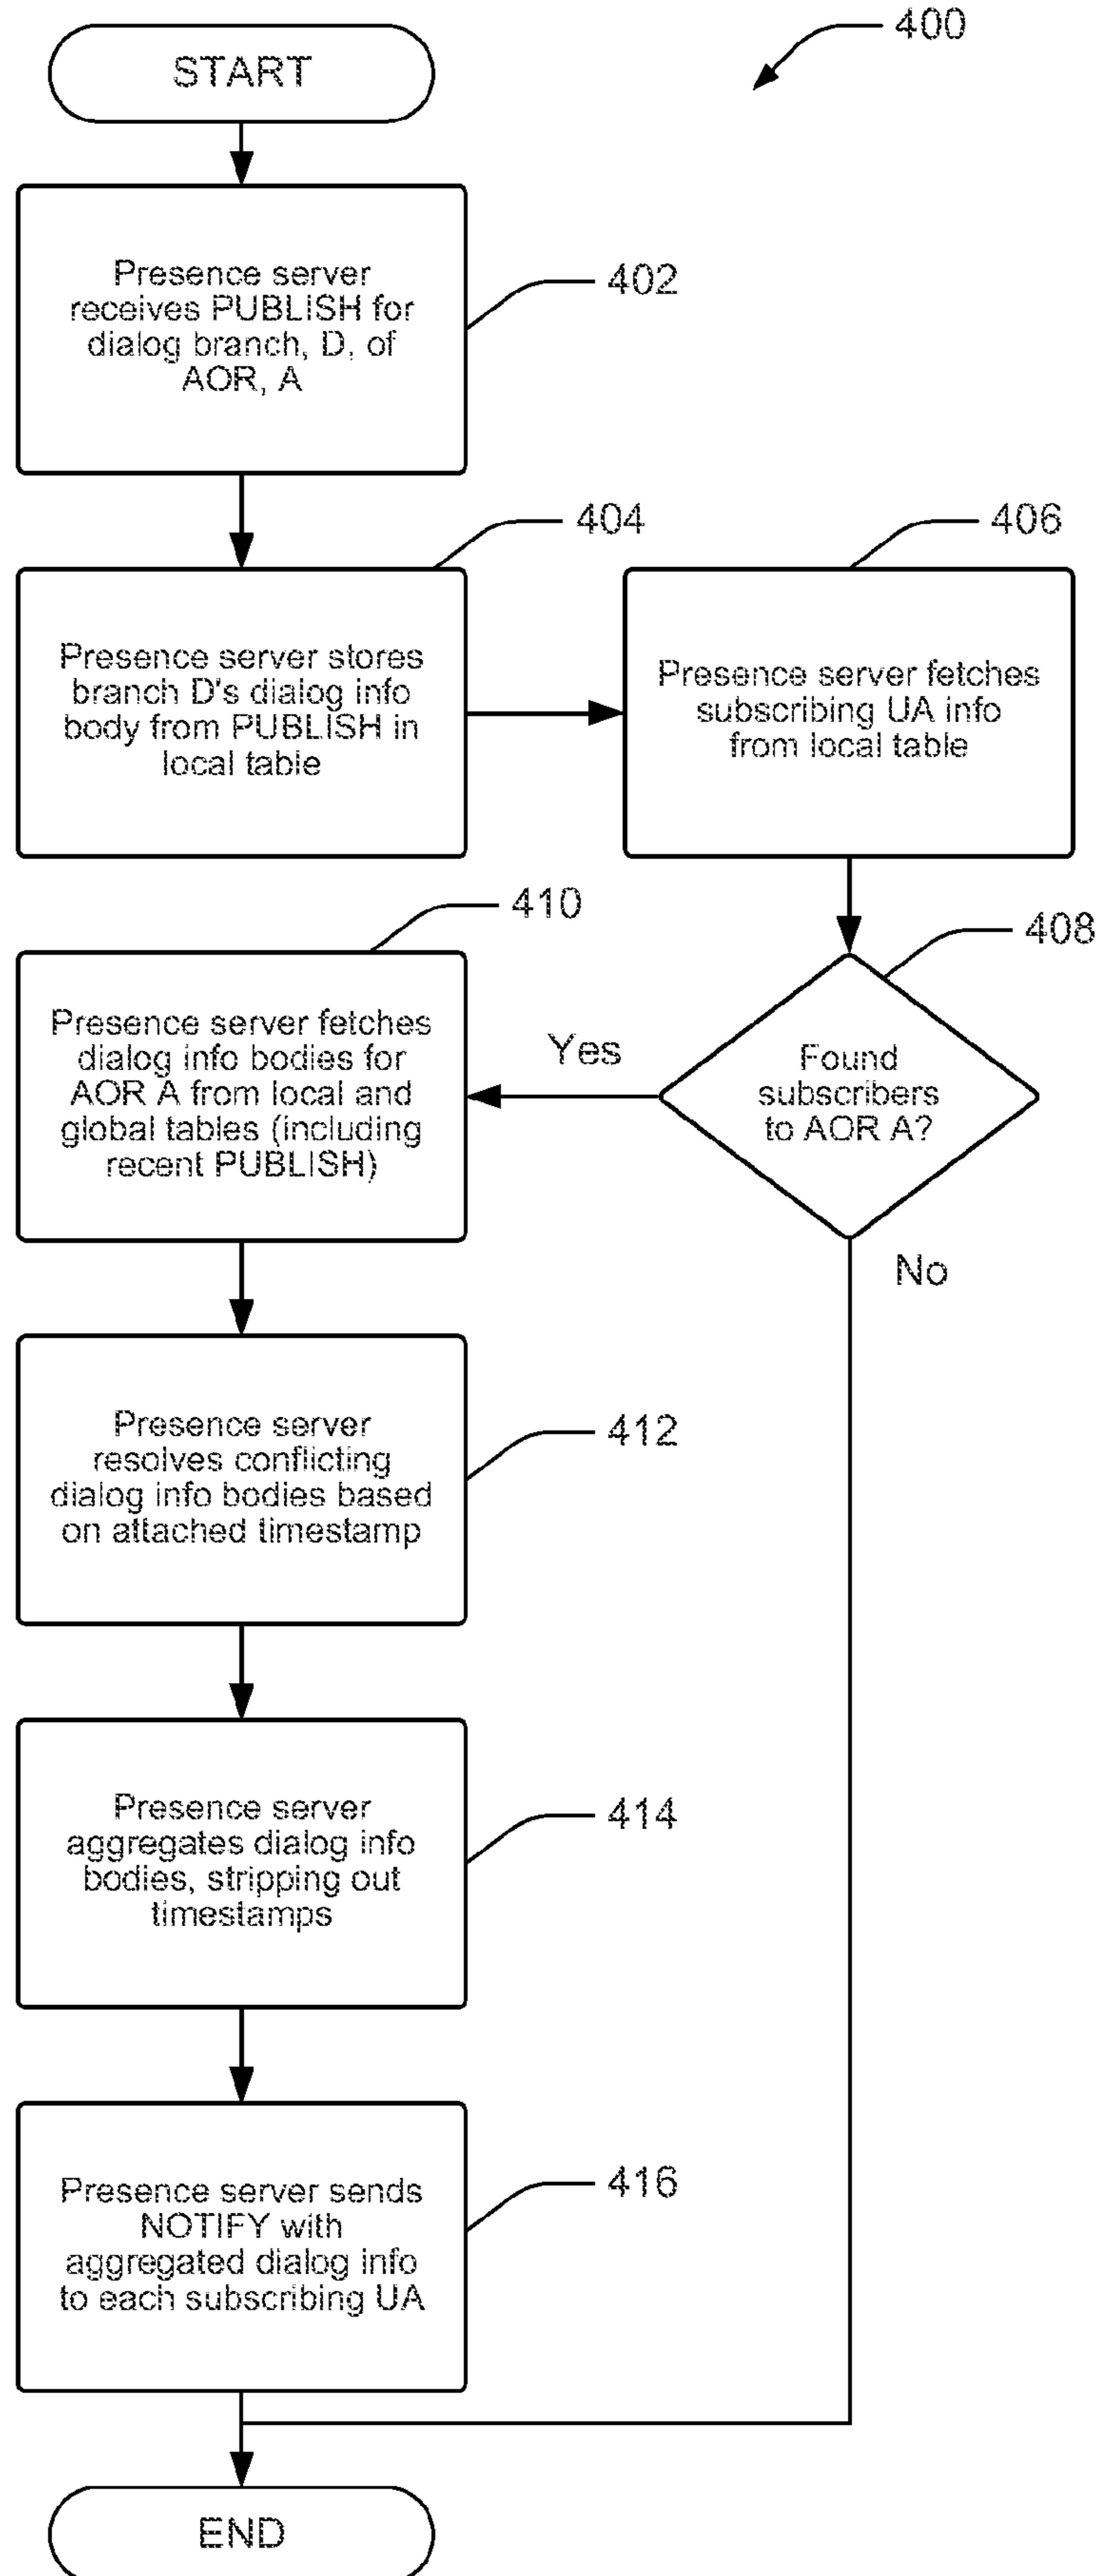 400
START
Presence server
receives PUBLISH for
dialog branch, D, of
AOR, A
402
404
Presence server stores
branch D's dialog info
body from PUBLISH in
local table
406
Presence server fetches
subscribing UA info
from local table
408
Found
subscribers
to AOR A?
Yes
No
410
Presence server fetches
dialog info bodies for
AOR A from local and
global tables (including
recent PUBLISH)
412
Presence server
resolves conflicting
dialog info bodies based
on attached timestamp
414
Presence server
aggregates dialog info
bodies, stripping out
timestamps
416
Presence server sends
NOTIFY with
aggregated dialog info
to each subscribing UA
END